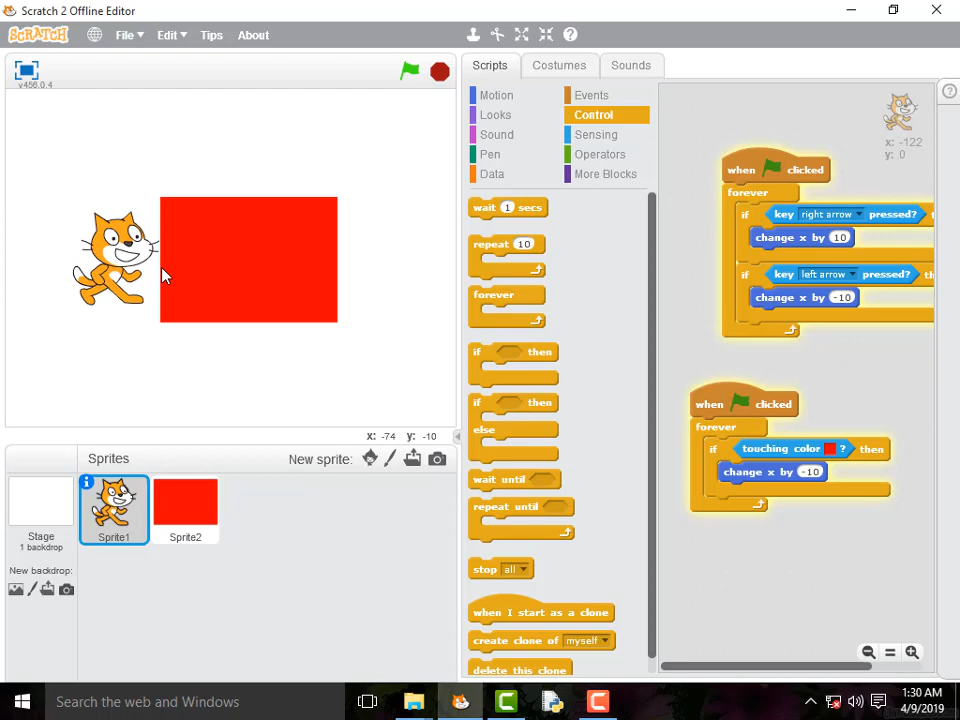 Scratch 2 Offline Editor
SCRATCH File Edit Tips About
v456.0.4
Scripts Costumes Sounds
Motion Events
Looks Control
Sound Sensing
Pen Operators
Data More Blocks
wait 1 secs
repeat 10
forever
if then
if then
else
wait until
repeat until
stop all
when I start as a clone
create clone of myself
delete this clone
x: -122
y: 0
when clicked
forever
if key right arrow pressed?
change x by 10
if key left arrow pressed?
change x by -10
when clicked
forever
if touching color ? then
change x by -10
x: -74 y: -10
Sprites New sprite:
Stage
1 backdrop
New backdrop:
Sprite1
Sprite2
Search the web and Windows
1:30 AM
4/9/2019